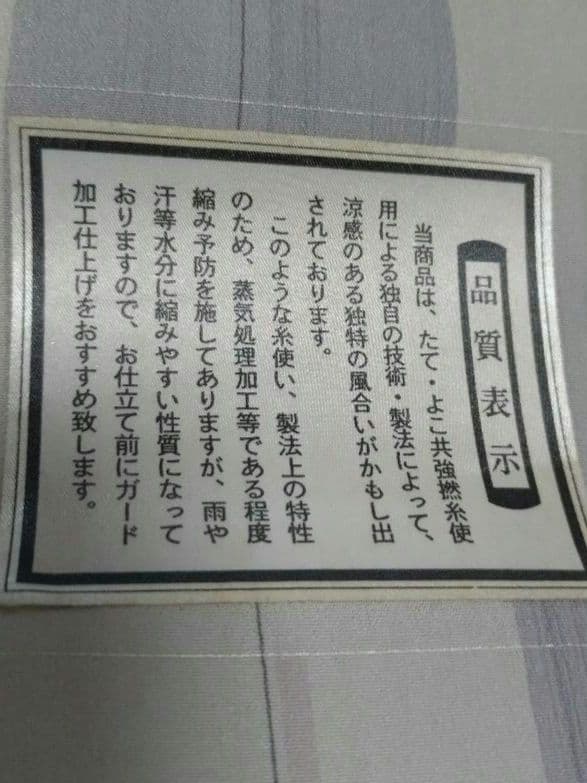 品質表示
当商品は、たて・よこ共強撚糸使
用による独自の技術・製法によって、
涼感のある独特の風合いがかもし出
されております。
このような糸使い、製法上の特性
のため、蒸気処理加工等である程度
縮み予防を施してありますが、雨や
汗等水分に縮みやすい性質になって
おりますので、お仕立て前にガード
加工仕上げをおすすめ致します。